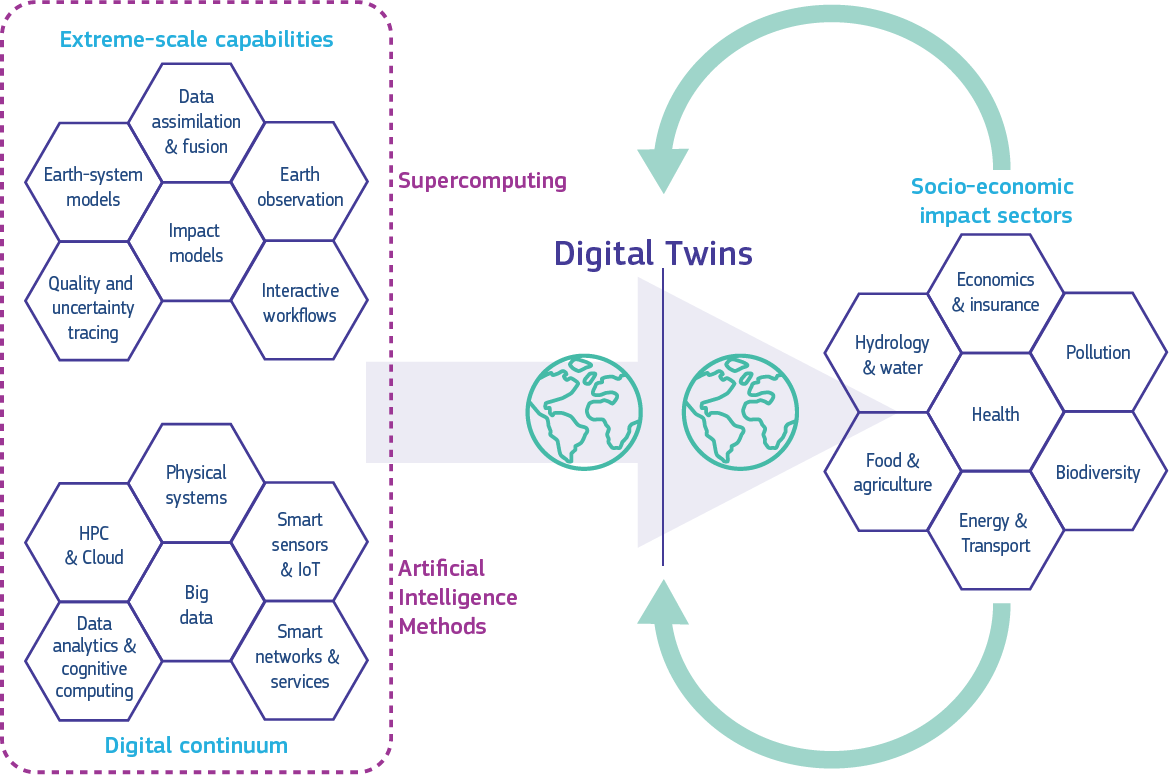 Extreme-scale capabilities
Data
assimilation
& fusion
Earth-system
models
Earth
observation
Impact
models
Quality and
uncertainty
tracing
Interactive
workflows
Physical
systems
HPC
& Cloud
Smart
sensors
& IoT
Big
data
Data
analytics &
cognitive
computing
Smart
networks &
services
Digital continuum
Supercomputing
Artificial
Intelligence
Methods
Digital Twins
Socio-economic
impact sectors
Economics
& insurance
Hydrology
& water
Pollution
Health
Food &
agriculture
Biodiversity
Energy &
Transport